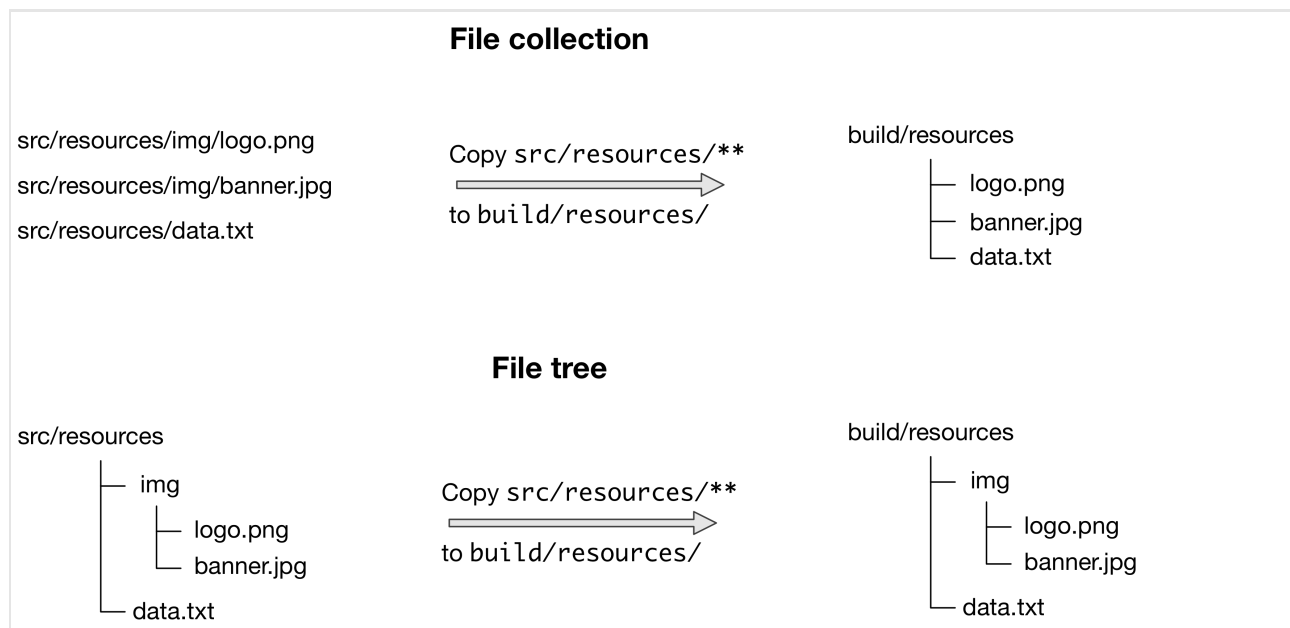 File collection
src/resources/img/logo.png
src/resources/img/banner.jpg
src/resources/data.txt
Copy src/resources/**
to build/resources/
build/resources
logo.png
banner.jpg
data.txt
File tree
src/resources
img
logo.png
banner.jpg
data.txt
Copy src/resources/**
to build/resources/
build/resources
img
logo.png
banner.jpg
data.txt